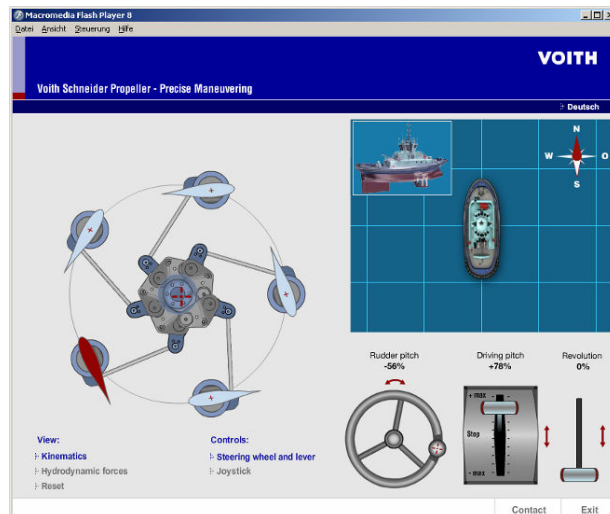 Macromedia Flash Player 8
Datei Ansicht Steuerung Hilfe
VOITH
Voith Schneider Propeller - Precise Maneuvering
Deutsch
N
W O
S
Rudder pitch Driving pitch Revolution
-56% +78% 0%
+ max
Stop
- max
View: Controls:
Kinematics Steering wheel and lever
Hydrodynamic forces Joystick
Reset
Contact Exit